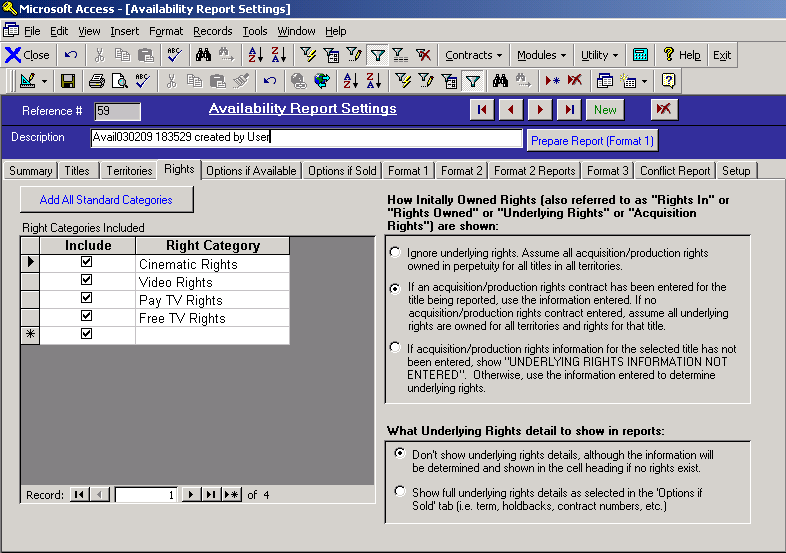 Microsoft Access - [Availability Report Settings]
File Edit View Insert Format Records Tools Window Help
Close Contracts Modules Utility Help Exit
Reference # 59 Availability Report Settings New
Description Avail030209 183529 created by User Prepare Report (Format 1)
Summary Titles Territories Rights Options if Available Options if Sold Format 1 Format 2 Format 2 Reports Format 3 Conflict Report Setup
Add All Standard Categories
Right Categories Included
Include Right Category
Cinematic Rights
Video Rights
Pay TV Rights
Free TV Rights
Record: 1 of 4
How Initally Owned Rights (also referred to as "Rights In" or
"Rights Owned" or "Underlying Rights" or "Acquisition
Rights") are shown:
Ignore underlying rights. Assume all acquisition/production rights
owned in perpetuity for all titles in all territories.
If an acquisition/production rights contract has been entered for the
title being reported, use the information entered. If no
acquisition/production rights contract entered, assume all underlying
rights are owned for all territories and rights for that title.
If acquisition/production rights information for the selected title has not
been entered, show "UNDERLYING RIGHTS INFORMATION NOT
ENTERED". Otherwise, use the information entered to determine
underlying rights.
What Underlying Rights detail to show in reports:
Don't show underlying rights details, although the information will
be determined and shown in the cell heading if no rights exist.
Show full underlying rights details as selected in the 'Options if
Sold' tab (i.e. term, holdbacks, contract numbers, etc.)